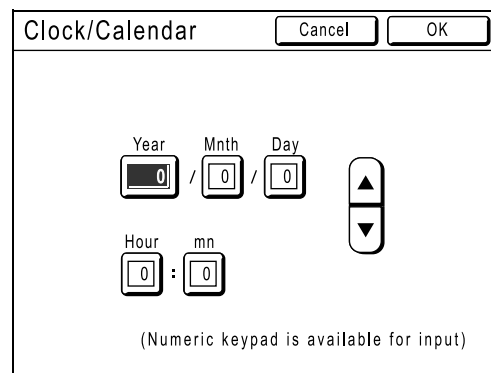 Clock/Calendar Cancel OK
Year Mnth Day
0 / 0 / 0
Hour mn
0 : 0
(Numeric keypad is available for input)